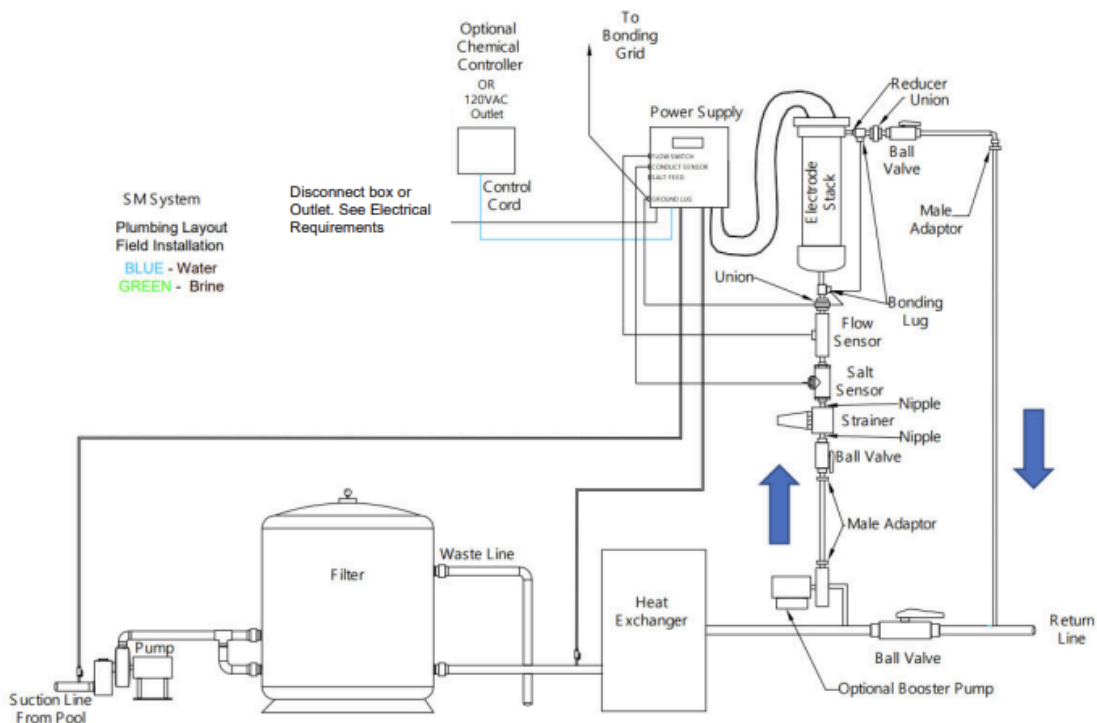 Optional
Chemical
Controller
OR
120VAC
Outlet
To
Bonding
Grid
Power Supply
FLOW SWITCH
CONDUCT SENSOR
SALT FEED
GROUND LUG
Control
Cord
Reducer
Union
Ball
Valve
Male
Adaptor
Electrode
Stack
SM System
Plumbing Layout
Field Installation
BLUE - Water
GREEN - Brine
Disconnect box or
Outlet. See Electrical
Requirements
Union
Bonding
Lug
Flow
Sensor
Salt
Sensor
Nipple
Strainer
Nipple
Ball Valve
Male Adaptor
Waste Line
Filter
Heat
Exchanger
Pump
Suction Line
From Pool
Return
Line
Ball Valve
Optional Booster Pump